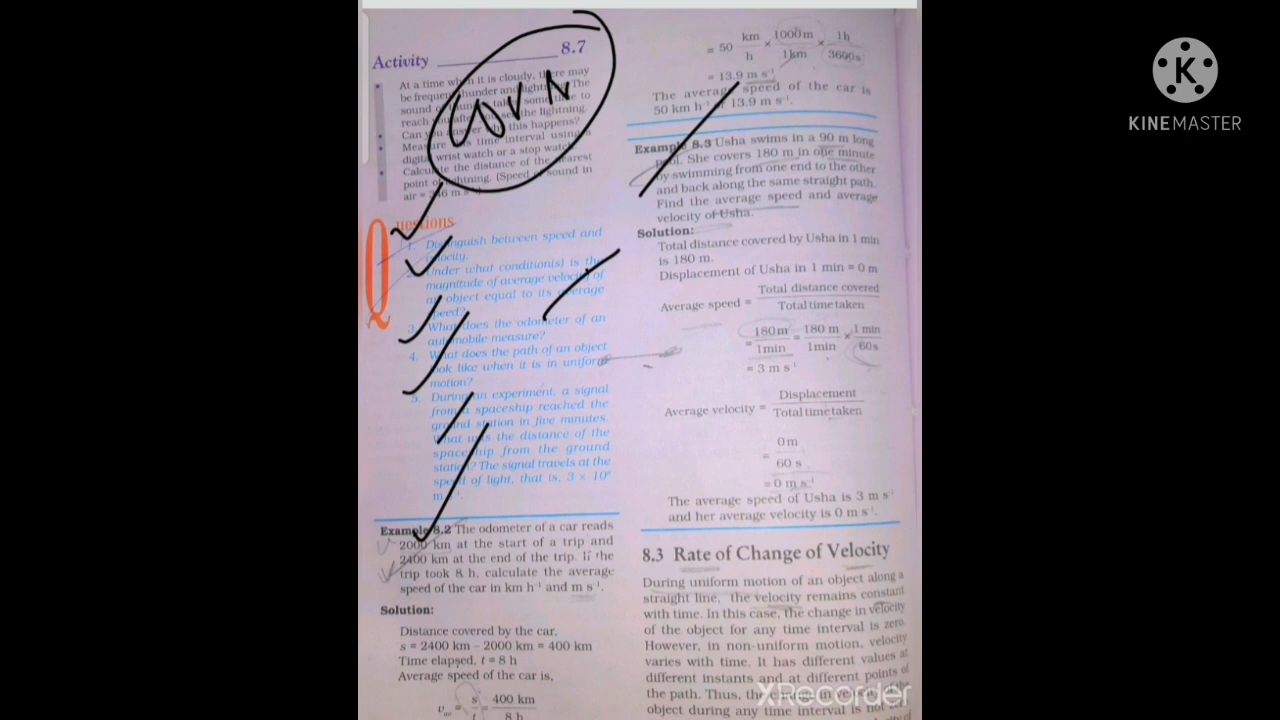 Activity 8.7
At a time when it is cloudy, there may
be frequent thunder and lightning. The
sound of thunder takes some time to
reach you after you see the lightning.
Can you answer why this happens?
Measure this time interval using a
digital wrist watch or a stop watch.
Calculate the distance of the nearest
point of lightning. (Speed of sound in
air = 346 m s⁻¹.)
Questions
1. Distinguish between speed and
velocity.
2. Under what condition(s) is the
magnitude of average velocity of
an object equal to its average
speed?
3. What does the odometer of an
automobile measure?
4. What does the path of an object
look like when it is in uniform
motion?
5. During an experiment, a signal
from a spaceship reached the
ground station in five minutes.
What was the distance of the
spaceship from the ground
station? The signal travels at the
speed of light, that is, 3 × 10⁸
m s⁻¹.
Example 8.2 The odometer of a car reads
2000 km at the start of a trip and
2400 km at the end of the trip. If the
trip took 8 h, calculate the average
speed of the car in km h⁻¹ and m s⁻¹.
Solution:
Distance covered by the car,
s = 2400 km – 2000 km = 400 km
Time elapsed, t = 8 h
Average speed of the car is,
v_av = s/t = 400 km / 8 h
= 50 km/h × 1000 m/1 km × 1h/3600s
= 13.9 m s⁻¹
The average speed of the car is
50 km h⁻¹ or 13.9 m s⁻¹.
Example 8.3 Usha swims in a 90 m long
pool. She covers 180 m in one minute
by swimming from one end to the other
and back along the same straight path.
Find the average speed and average
velocity of Usha.
Solution:
Total distance covered by Usha in 1 min
is 180 m.
Displacement of Usha in 1 min = 0 m
Average speed = Total distance covered / Total time taken
= 180 m / 1 min = 180 m / 1 min × 1 min / 60 s
= 3 m s⁻¹
Average velocity = Displacement / Total time taken
= 0 m / 60 s
= 0 m s⁻¹
The average speed of Usha is 3 m s⁻¹
and her average velocity is 0 m s⁻¹.
8.3 Rate of Change of Velocity
During uniform motion of an object along a
straight line, the velocity remains constant
with time. In this case, the change in velocity
of the object for any time interval is zero.
However, in non-uniform motion, velocity
varies with time. It has different values at
different instants and at different points of
the path. Thus, the change in velocity of the
object during any time interval is not zero.
XRecorder
K
KINEMASTER